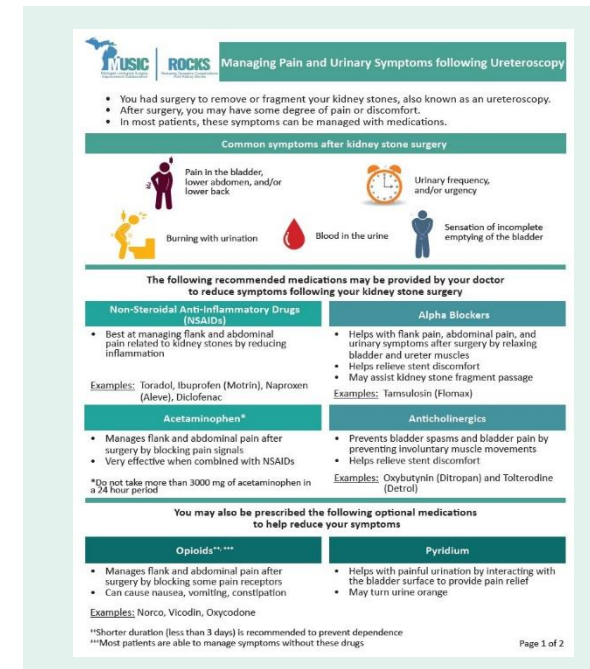 MUSIC
ROCKS
Managing Pain and Urinary Symptoms following Ureteroscopy
• You had surgery to remove or fragment your kidney stones, also known as an ureteroscopy.
• After surgery, you may have some degree of pain or discomfort.
• In most patients, these symptoms can be managed with medications.
Common symptoms after kidney stone surgery
Pain in the bladder,
lower abdomen, and/or
lower back
Urinary frequency,
and/or urgency
Burning with urination
Blood in the urine
Sensation of incomplete
emptying of the bladder
The following recommended medications may be provided by your doctor
to reduce symptoms following your kidney stone surgery
Non-Steroidal Anti-Inflammatory Drugs
(NSAIDs)
• Best at managing flank and abdominal
pain related to kidney stones by reducing
inflammation
Examples: Toradol, Ibuprofen (Motrin), Naproxen
(Aleve), Diclofenac
Alpha Blockers
• Helps with flank pain, abdominal pain, and
urinary symptoms after surgery by relaxing
bladder and ureter muscles
• Helps relieve stent discomfort
• May assist kidney stone fragment passage
Examples: Tamsulosin (Flomax)
Acetaminophen*
• Manages flank and abdominal pain after
surgery by blocking pain signals
• Very effective when combined with NSAIDs
*Do not take more than 3000 mg of acetaminophen in
a 24 hour period
Anticholinergics
• Prevents bladder spasms and bladder pain by
preventing involuntary muscle movements
• Helps relieve stent discomfort
Examples: Oxybutynin (Ditropan) and Tolterodine
(Detrol)
You may also be prescribed the following optional medications
to help reduce your symptoms
Opioids**, ***
• Manages flank and abdominal pain after
surgery by blocking some pain receptors
• Can cause nausea, vomiting, constipation
Examples: Norco, Vicodin, Oxycodone
Pyridium
• Helps with painful urination by interacting with
the bladder surface to provide pain relief
• May turn urine orange
**Shorter duration (less than 3 days) is recommended to prevent dependence
***Most patients are able to manage symptoms without these drugs
Page 1 of 2